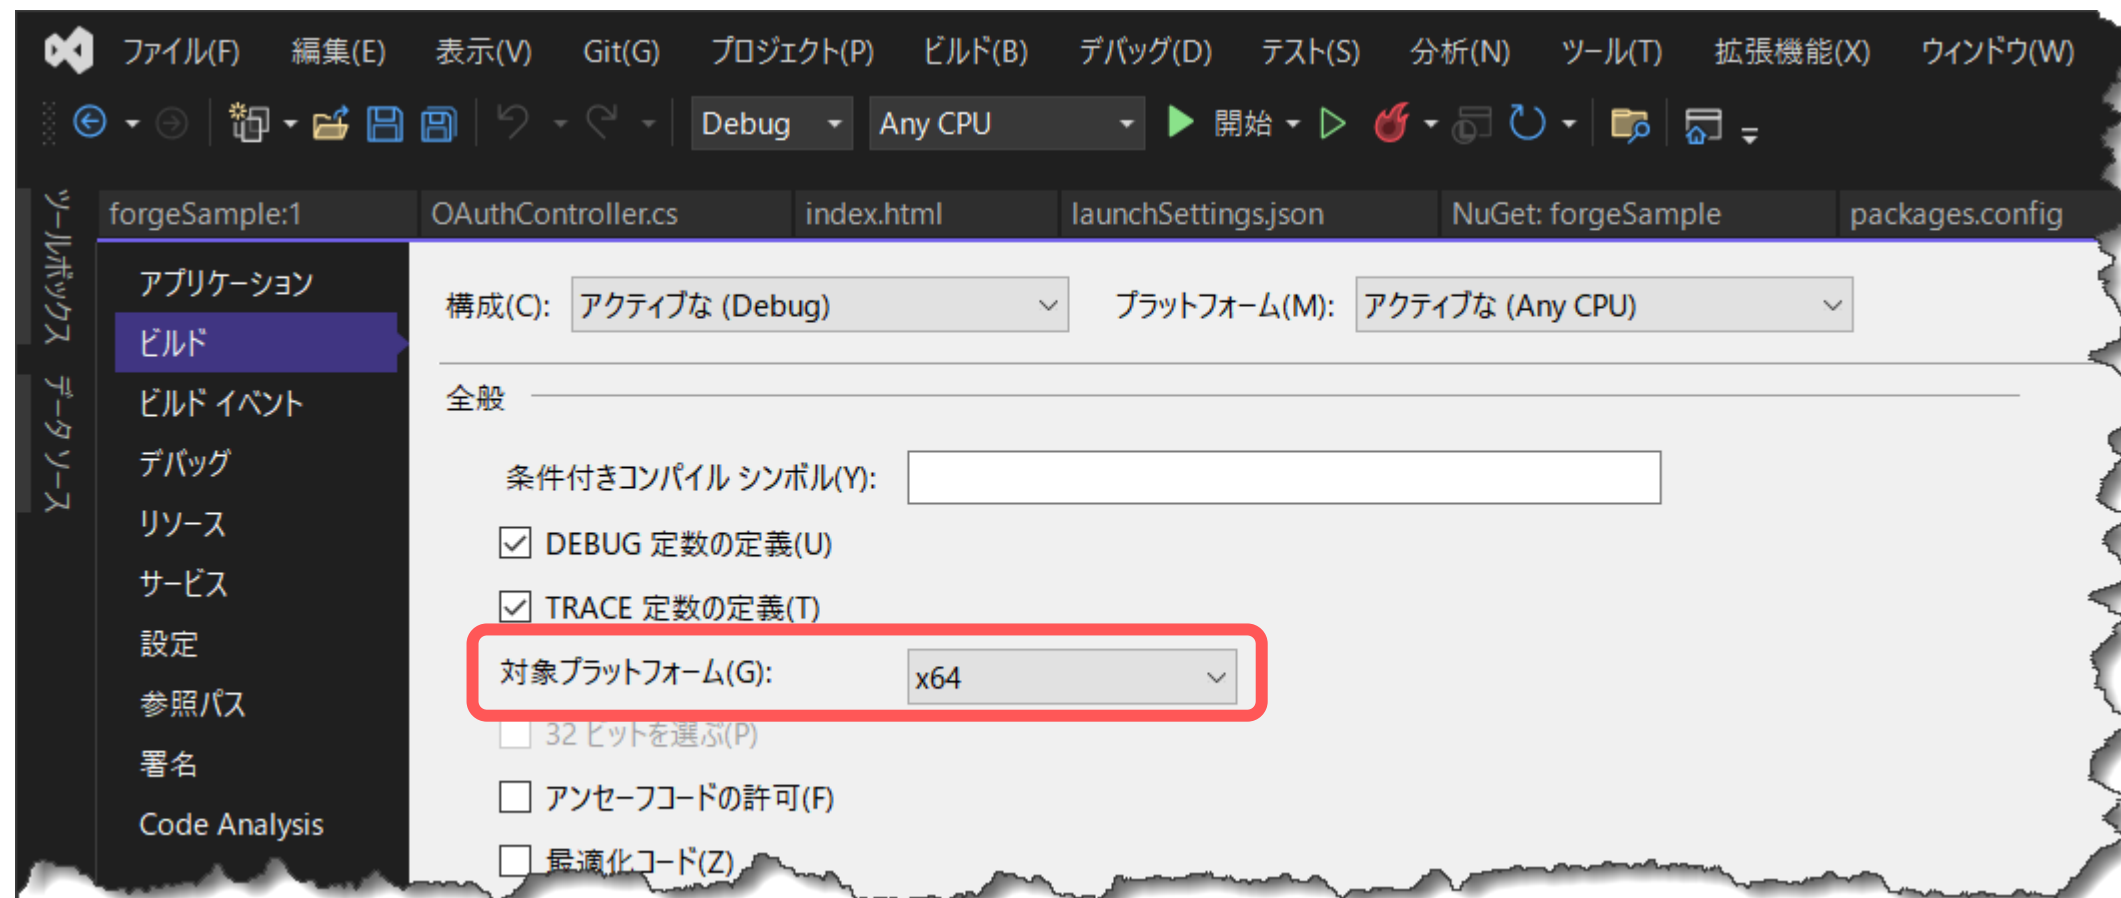 ファイル(F) 編集(E) 表示(V) Git(G) プロジェクト(P) ビルド(B) デバッグ(D) テスト(S) 分析(N) ツール(T) 拡張機能(X) ウィンドウ(W)
Debug Any CPU 開始
ツールボックス
データ ソース
forgeSample:1 OAuthController.cs index.html launchSettings.json NuGet: forgeSample packages.config
アプリケーション
ビルド
ビルド イベント
デバッグ
リソース
サービス
設定
参照パス
署名
Code Analysis
構成(C): アクティブな (Debug) プラットフォーム(M): アクティブな (Any CPU)
全般
条件付きコンパイル シンボル(Y):
DEBUG 定数の定義(U)
TRACE 定数の定義(T)
対象プラットフォーム(G): x64
32 ビットを選ぶ(P)
アンセーフコードの許可(F)
最適化コード(Z)